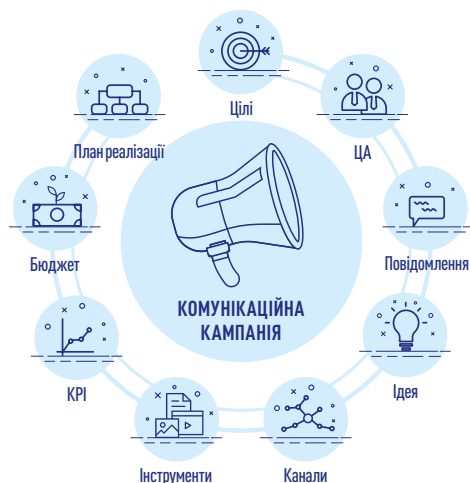 Цілі
ЦА
Повідомлення
Ідея
Канали
Інструменти
KPI
Бюджет
План реалізації
КОМУНІКАЦІЙНА
КАМПАНІЯ